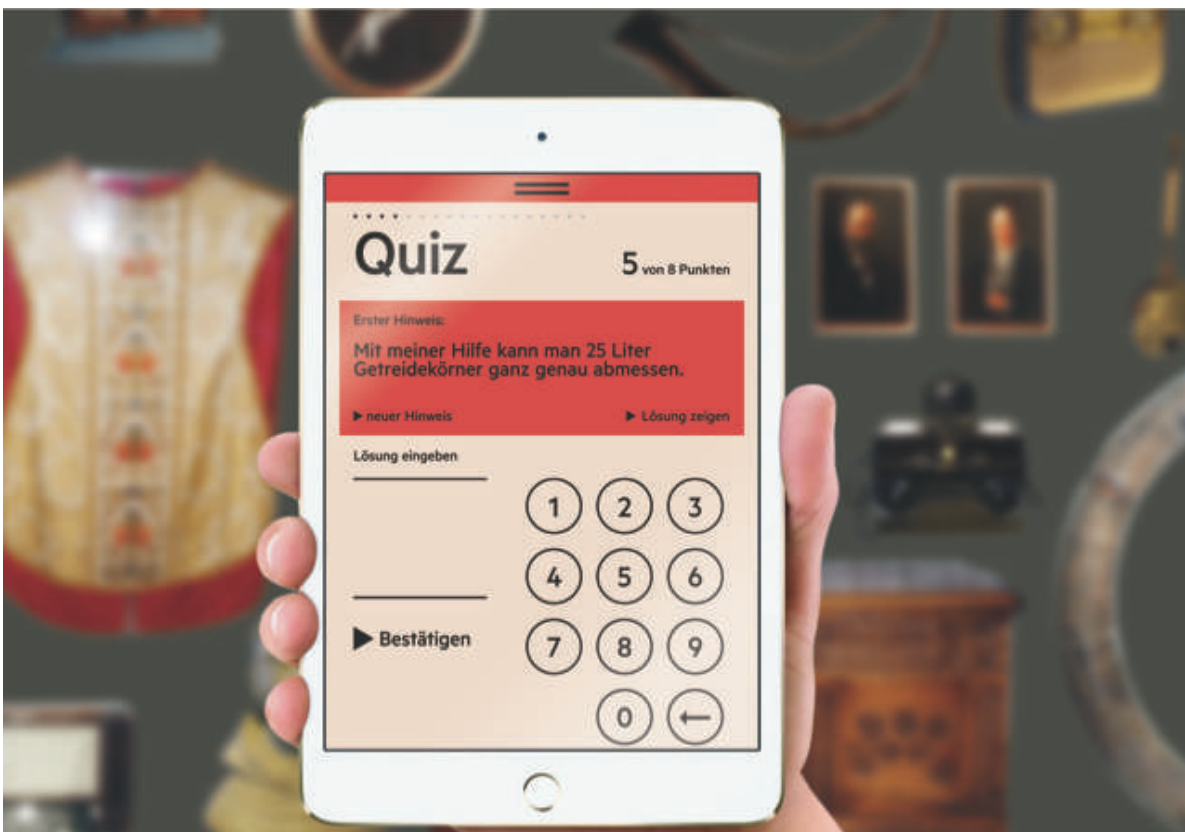 Quiz
5 von 8 Punkten
Erster Hinweis:
Mit meiner Hilfe kann man 25 Liter
Getreidekörner ganz genau abmessen.
▶ neuer Hinweis
▶ Lösung zeigen
Lösung eingeben
1 2 3
4 5 6
▶ Bestätigen
7 8 9
0 ←